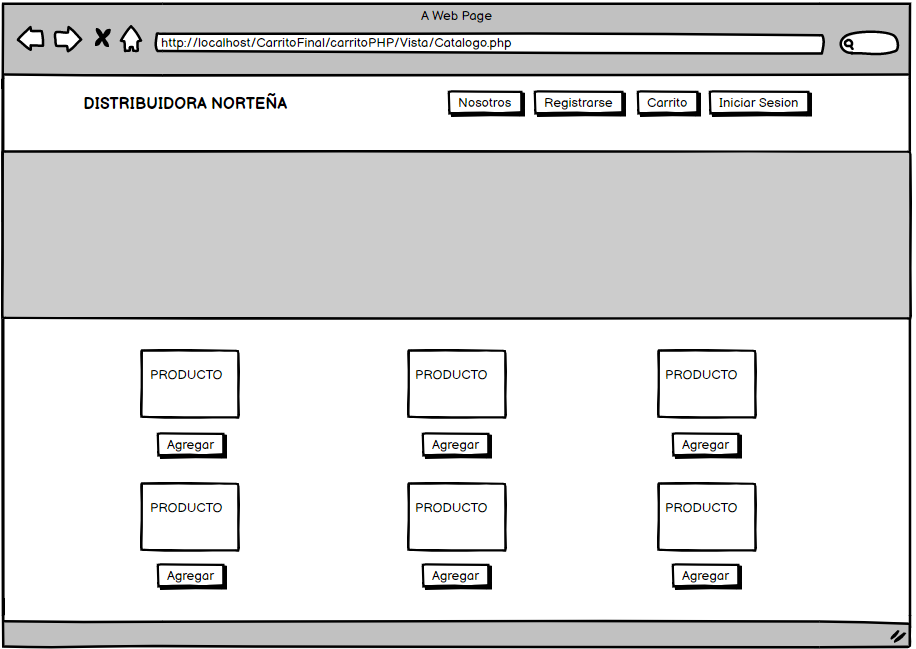 A Web Page
http://localhost/CarritoFinal/carritoPHP/Vista/Catalogo.php
DISTRIBUIDORA NORTEÑA
Nosotros
Registrarse
Carrito
Iniciar Sesion
PRODUCTO
PRODUCTO
PRODUCTO
Agregar
Agregar
Agregar
PRODUCTO
PRODUCTO
PRODUCTO
Agregar
Agregar
Agregar